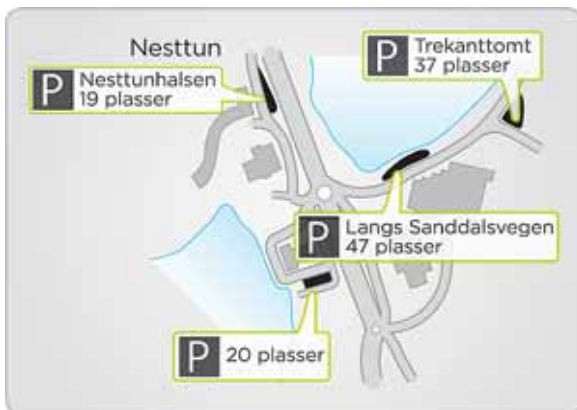 Nesttun
P Nesttunhalsen
19 plasser
P Trekanttomt
37 plasser
P Langs Sanddalsvegen
47 plasser
P 20 plasser